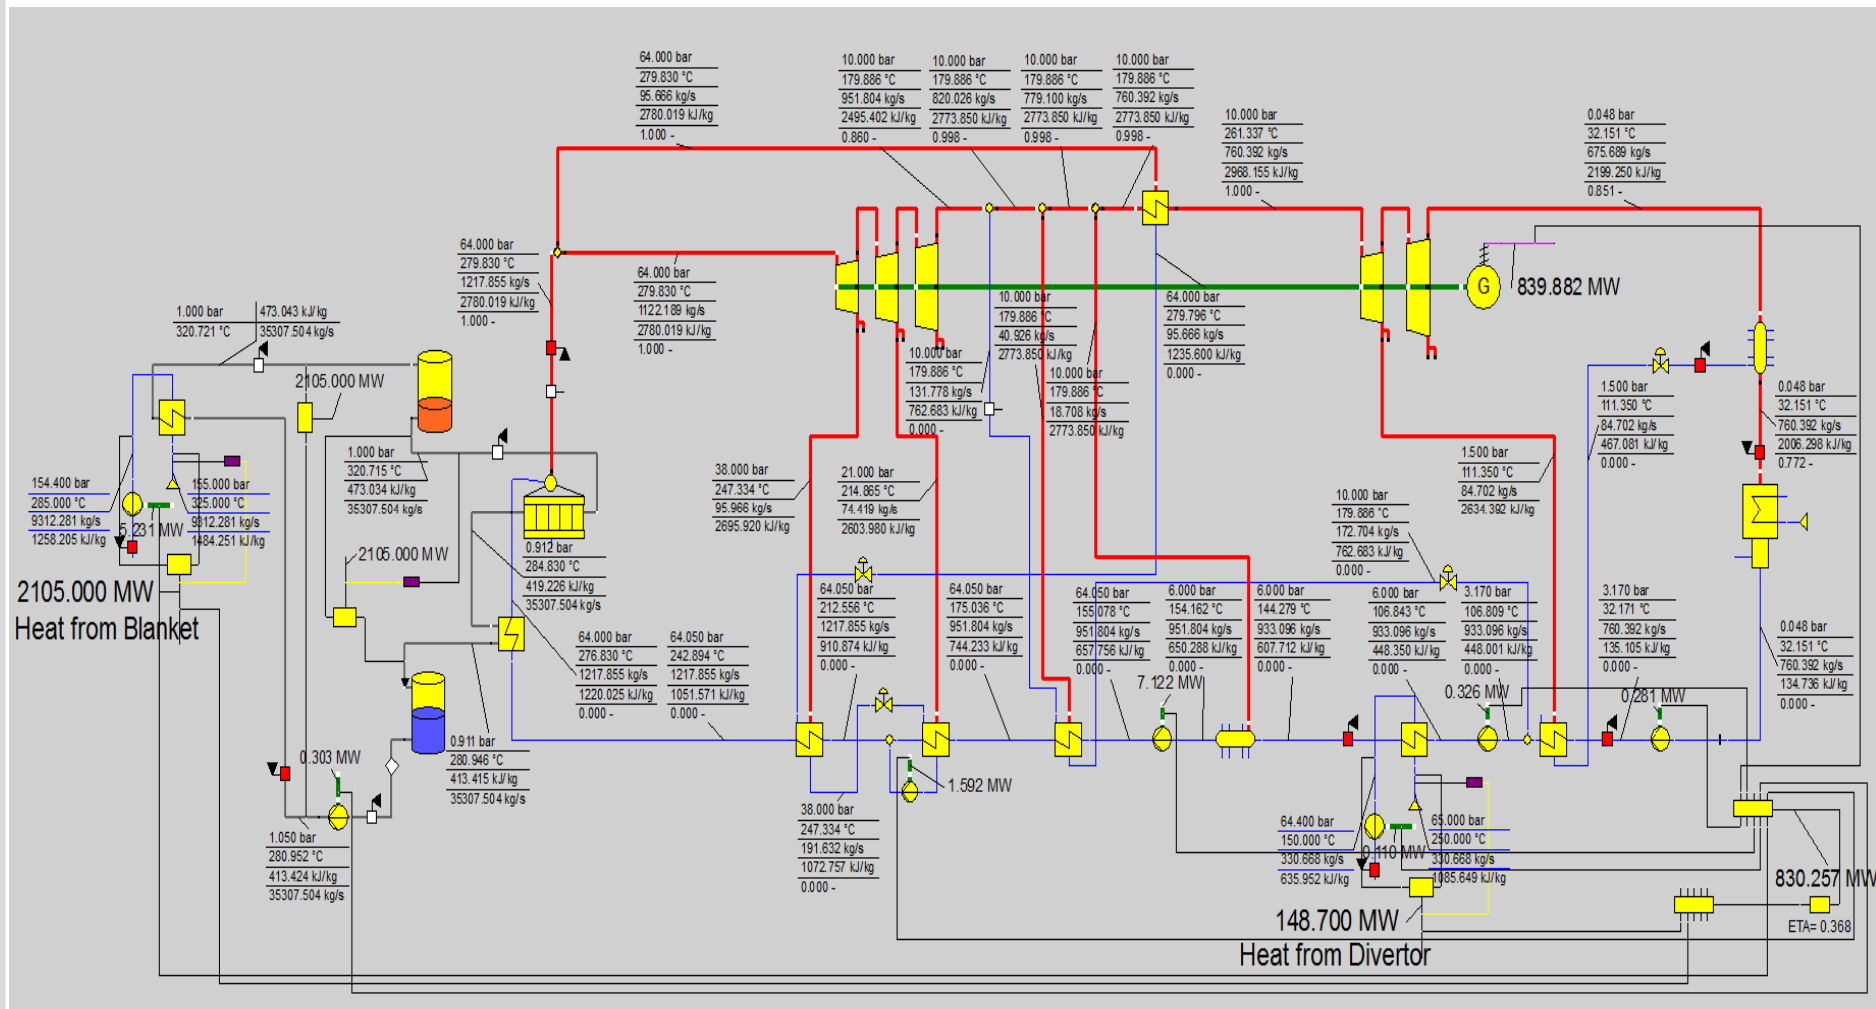 64.000 bar
279.830 °C
95.666 kg/s
2780.019 kJ/kg
1.000 -
10.000 bar
179.886 °C
951.804 kg/s
2495.402 kJ/kg
0.860 -
10.000 bar
179.886 °C
820.026 kg/s
2773.850 kJ/kg
0.998 -
10.000 bar
179.886 °C
779.100 kg/s
2773.850 kJ/kg
0.998 -
10.000 bar
179.886 °C
760.392 kg/s
2773.850 kJ/kg
0.998 -
10.000 bar
261.337 °C
760.392 kg/s
2968.155 kJ/kg
1.000 -
0.048 bar
32.151 °C
675.689 kg/s
2199.250 kJ/kg
0.851 -
64.000 bar
279.830 °C
1217.855 kg/s
2780.019 kJ/kg
1.000 -
64.000 bar
279.830 °C
1122.189 kg/s
2780.019 kJ/kg
1.000 -
G
839.882 MW
1.000 bar
473.043 kJ/kg
320.721 °C
35307.504 kg/s
10.000 bar
179.886 °C
40.926 kg/s
2773.850 kJ/kg
64.000 bar
279.796 °C
95.666 kg/s
1235.600 kJ/kg
0.000 -
10.000 bar
179.886 °C
131.778 kg/s
762.683 kJ/kg
0.000 -
10.000 bar
179.886 °C
18.708 kg/s
2773.850 kJ/kg
2105.000 MW
1.500 bar
111.350 °C
84.702 kg/s
467.081 kJ/kg
0.000 -
0.048 bar
32.151 °C
760.392 kg/s
2006.298 kJ/kg
0.772 -
1.000 bar
320.715 °C
473.034 kJ/kg
35307.504 kg/s
154.400 bar
285.000 °C
9312.281 kg/s
1258.205 kJ/kg
155.000 bar
325.000 °C
9312.281 kg/s
1484.251 kJ/kg
5.231 MW
38.000 bar
247.334 °C
95.966 kg/s
2695.920 kJ/kg
21.000 bar
214.865 °C
74.419 kg/s
2603.980 kJ/kg
1.500 bar
111.350 °C
84.702 kg/s
2634.392 kJ/kg
10.000 bar
179.886 °C
172.704 kg/s
762.683 kJ/kg
0.000 -
2105.000 MW
0.912 bar
284.830 °C
419.226 kJ/kg
35307.504 kg/s
2105.000 MW
Heat from Blanket
64.050 bar
212.556 °C
1217.855 kg/s
910.874 kJ/kg
0.000 -
64.050 bar
175.036 °C
951.804 kg/s
744.233 kJ/kg
0.000 -
64.050 bar
155.078 °C
951.804 kg/s
657.756 kJ/kg
0.000 -
6.000 bar
154.162 °C
951.804 kg/s
650.288 kJ/kg
0.000 -
6.000 bar
144.279 °C
933.096 kg/s
607.712 kJ/kg
0.000 -
6.000 bar
106.843 °C
933.096 kg/s
448.350 kJ/kg
0.000 -
3.170 bar
106.809 °C
933.096 kg/s
448.001 kJ/kg
0.000 -
3.170 bar
32.171 °C
760.392 kg/s
135.105 kJ/kg
0.000 -
0.048 bar
32.151 °C
760.392 kg/s
134.736 kJ/kg
0.000 -
64.000 bar
276.830 °C
1217.855 kg/s
1220.025 kJ/kg
0.000 -
64.050 bar
242.894 °C
1217.855 kg/s
1051.571 kJ/kg
0.000 -
7.122 MW
0.326 MW
0.281 MW
0.911 bar
280.946 °C
413.415 kJ/kg
35307.504 kg/s
0.303 MW
1.592 MW
1.050 bar
280.952 °C
413.424 kJ/kg
35307.504 kg/s
38.000 bar
247.334 °C
191.632 kg/s
1072.757 kJ/kg
0.000 -
64.400 bar
150.000 °C
330.668 kg/s
635.952 kJ/kg
65.000 bar
250.000 °C
330.668 kg/s
1085.649 kJ/kg
0.110 MW
830.257 MW
148.700 MW
Heat from Divertor
ETA= 0.368